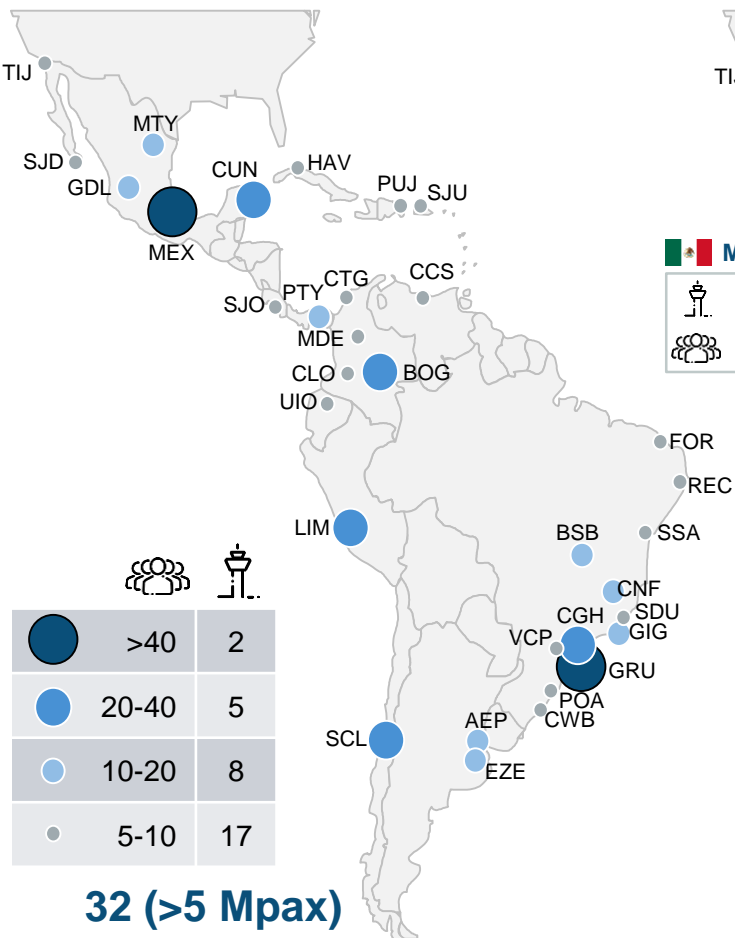 TIJ
TIJ
MTY
SJD
GDL
CUN
HAV
PUJ
SJU
MEX
M
SJO
PTY
CTG
CCS
MDE
CLO
BOG
UIO
FOR
REC
LIM
BSB
SSA
CNF
CGH
SDU
VCP
GIG
GRU
POA
CWB
SCL
AEP
EZE
>40 2
20-40 5
10-20 8
5-10 17
32 (>5 Mpax)